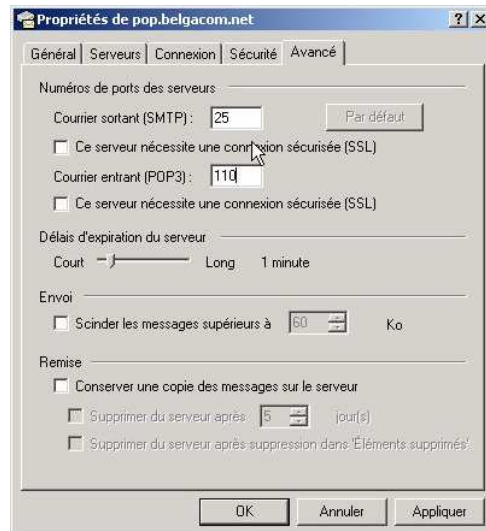 Propriétés de pop.belgacom.net
Général Serveurs Connexion Sécurité Avancé
Numéros de ports des serveurs
Courrier sortant (SMTP) : 25 Par défaut
Ce serveur nécessite une connexion sécurisée (SSL)
Courrier entrant (POP3) : 110
Ce serveur nécessite une connexion sécurisée (SSL)
Délais d'expiration du serveur
Court Long 1 minute
Envoi
Scinder les messages supérieurs à 60 Ko
Remise
Conserver une copie des messages sur le serveur
Supprimer du serveur après 5 jour(s)
Supprimer du serveur après suppression dans 'Éléments supprimés'
OK Annuler Appliquer